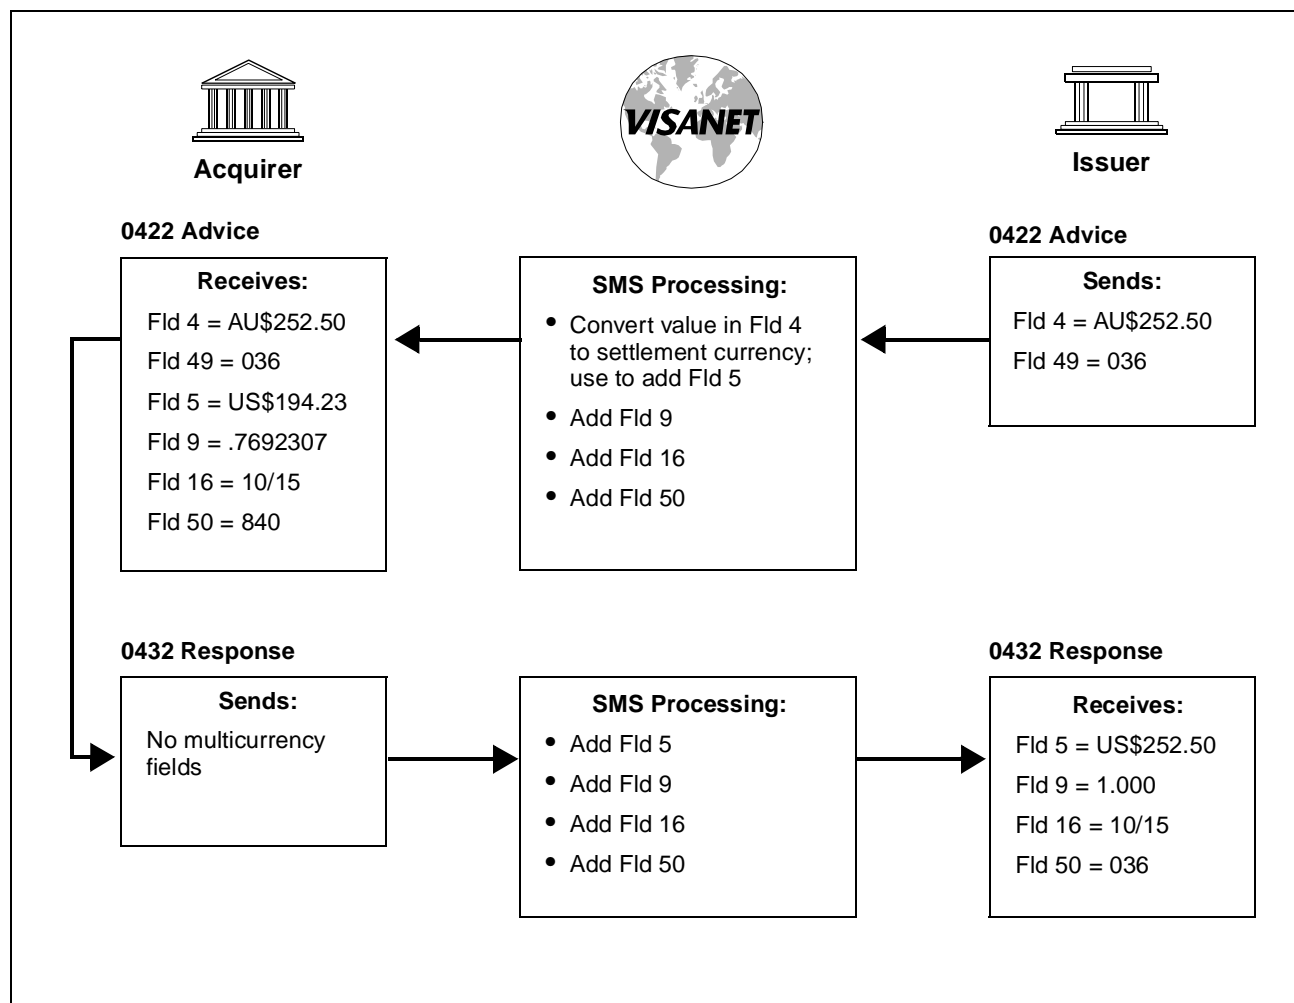 VISANET
Acquirer
Issuer
0422 Advice
Receives:
Fld 4 = AU$252.50
Fld 49 = 036
Fld 5 = US$194.23
Fld 9 = .7692307
Fld 16 = 10/15
Fld 50 = 840
SMS Processing:
• Convert value in Fld 4
to settlement currency;
use to add Fld 5
• Add Fld 9
• Add Fld 16
• Add Fld 50
0422 Advice
Sends:
Fld 4 = AU$252.50
Fld 49 = 036
0432 Response
Sends:
No multicurrency
fields
SMS Processing:
• Add Fld 5
• Add Fld 9
• Add Fld 16
• Add Fld 50
0432 Response
Receives:
Fld 5 = US$252.50
Fld 9 = 1.000
Fld 16 = 10/15
Fld 50 = 036